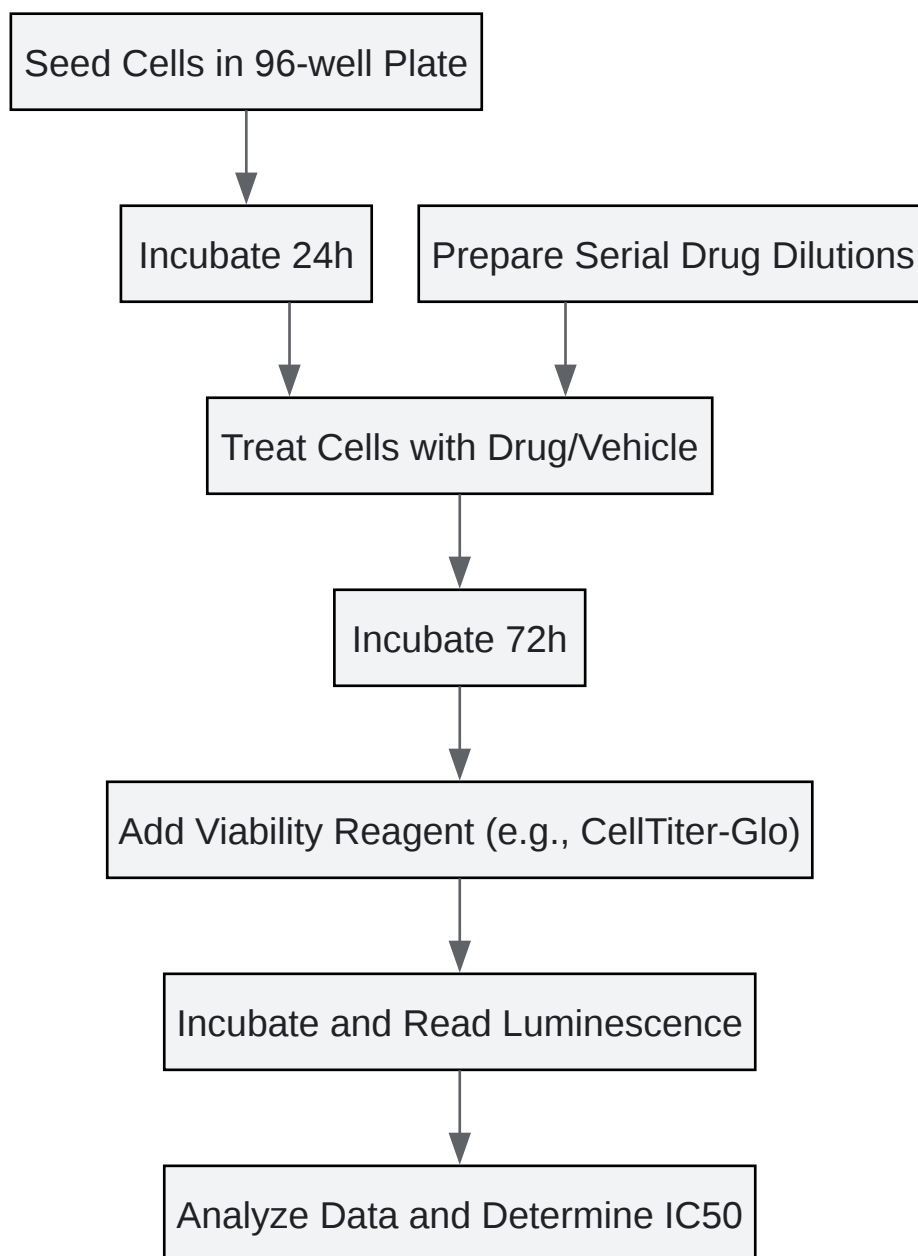 Seed Cells in 96-well Plate
Incubate 24h
Prepare Serial Drug Dilutions
Treat Cells with Drug/Vehicle
Incubate 72h
Add Viability Reagent (e.g., CellTiter-Glo)
Incubate and Read Luminescence
Analyze Data and Determine IC50